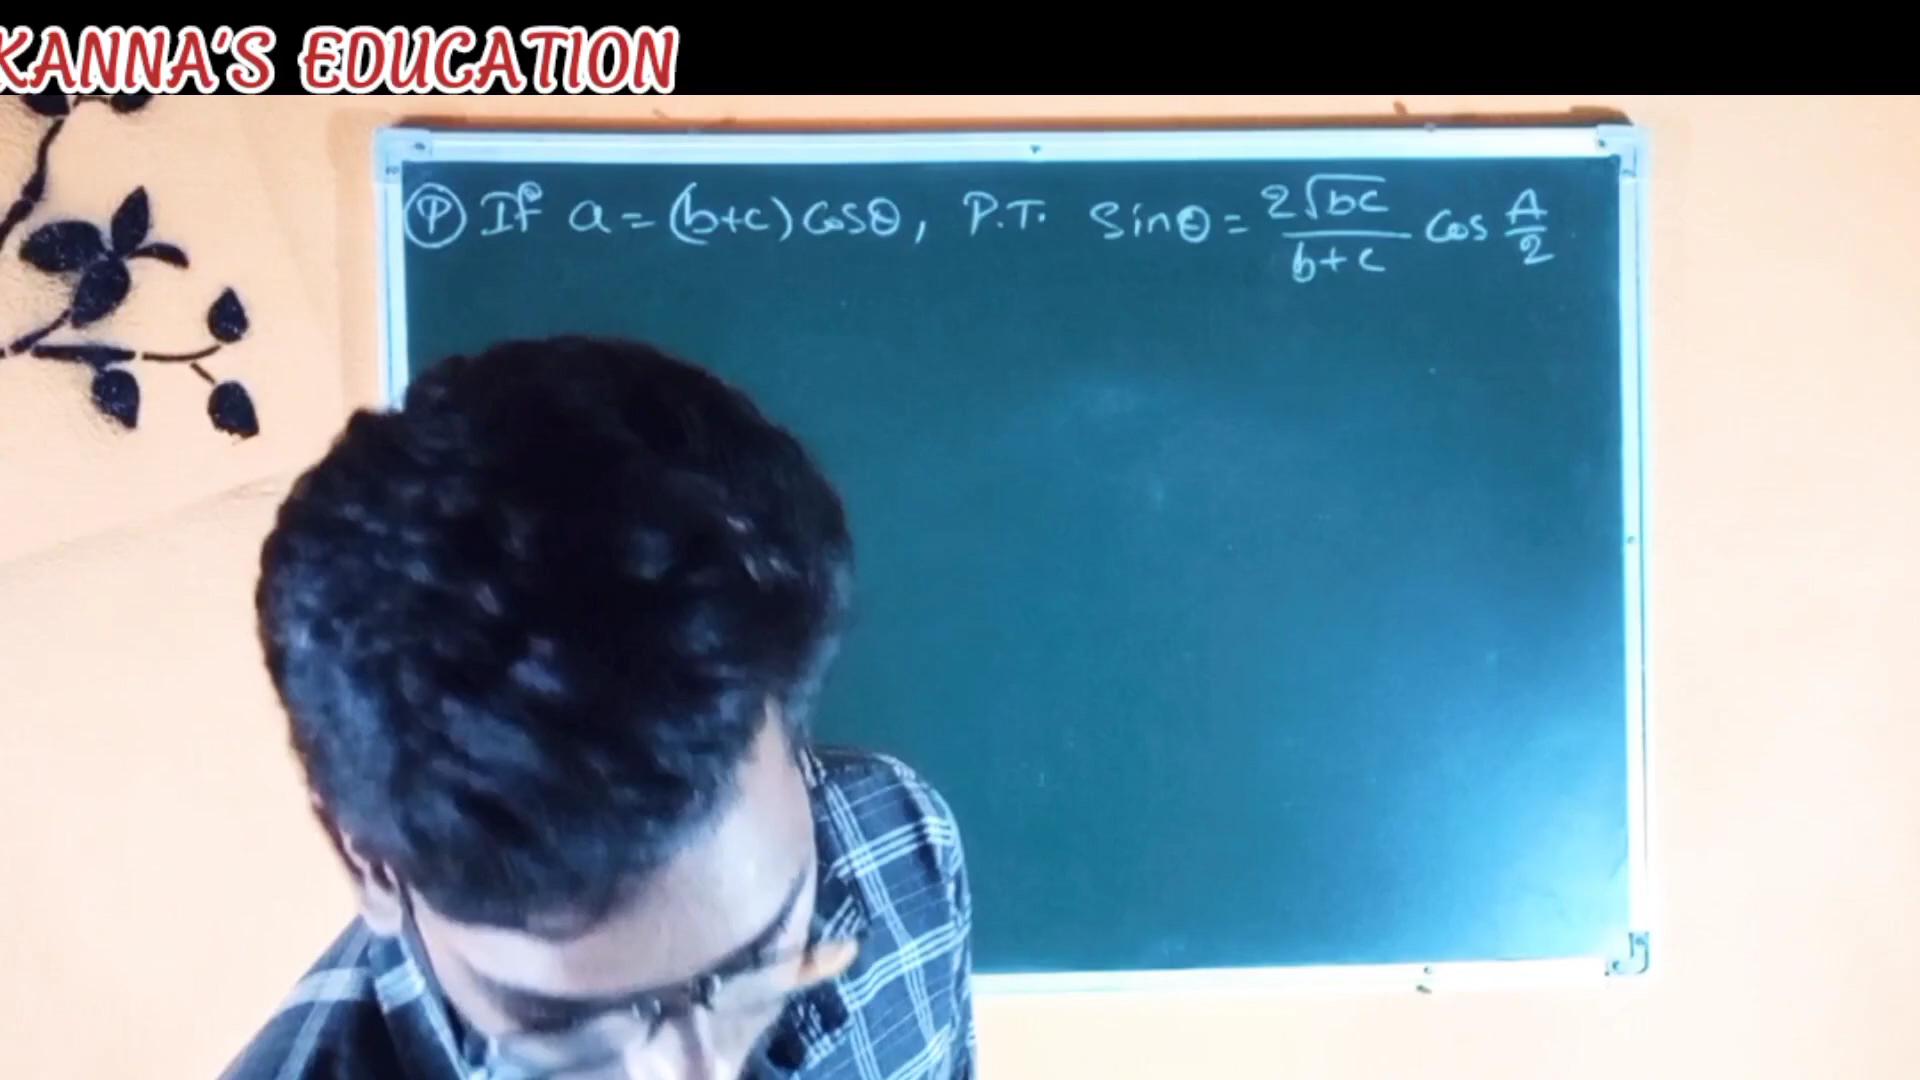 KANNA'S EDUCATION
(P) If a = (b+c) cosθ, P.T. Sinθ = 2√bc / b+c cos A/2